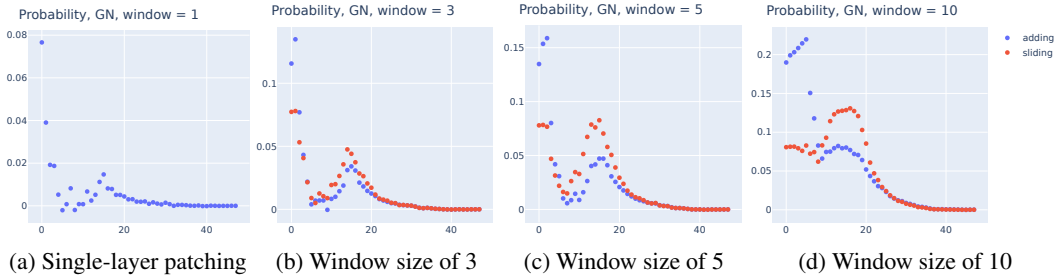 Probability, GN, window = 1
0.08
0.06
0.04
0.02
0
0
20
40
(a) Single-layer patching
Probability, GN, window = 3
0.1
0.05
0
0
20
40
(b) Window size of 3
Probability, GN, window = 5
0.15
0.1
0.05
0
0
20
40
(c) Window size of 5
Probability, GN, window = 10
0.2
0.15
0.1
0.05
0
0
20
40
adding
sliding
(d) Window size of 10